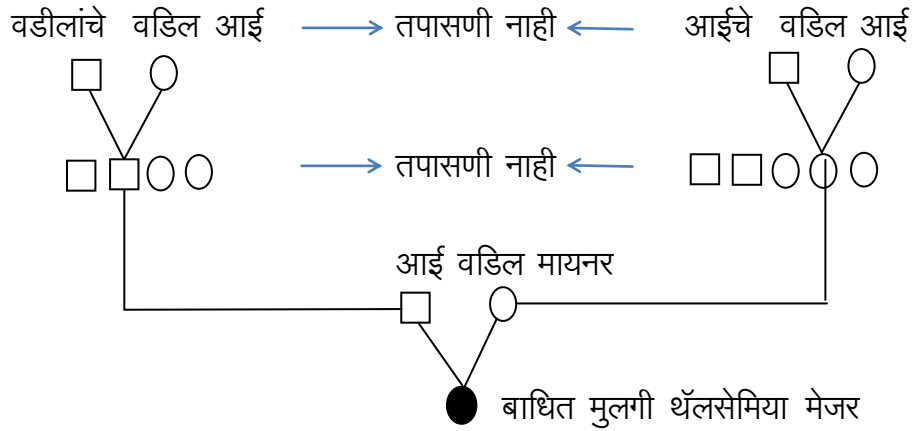 वडीलांचे वडिल आई तपासणी नाही आईचे वडिल आई
तपासणी नाही
आई वडिल मायनर
बाधित मुलगी थॅलसेमिया मेजर